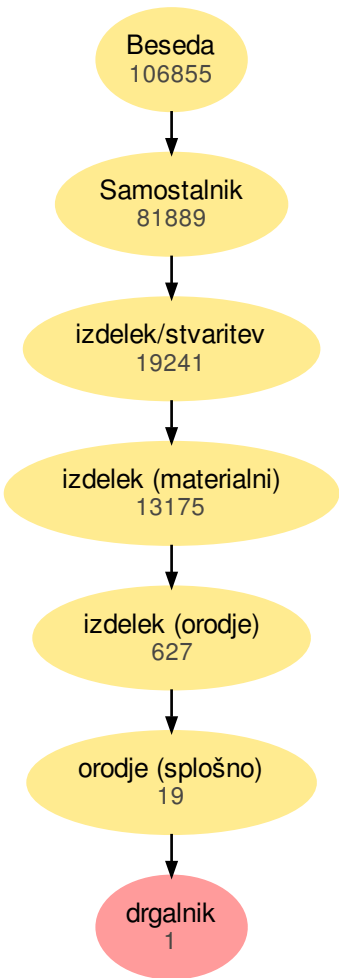 Beseda
106855
Samostalnik
81889
izdelek/stvaritev
19241
izdelek (materialni)
13175
izdelek (orodje)
627
orodje (splošno)
19
drgalnik
1